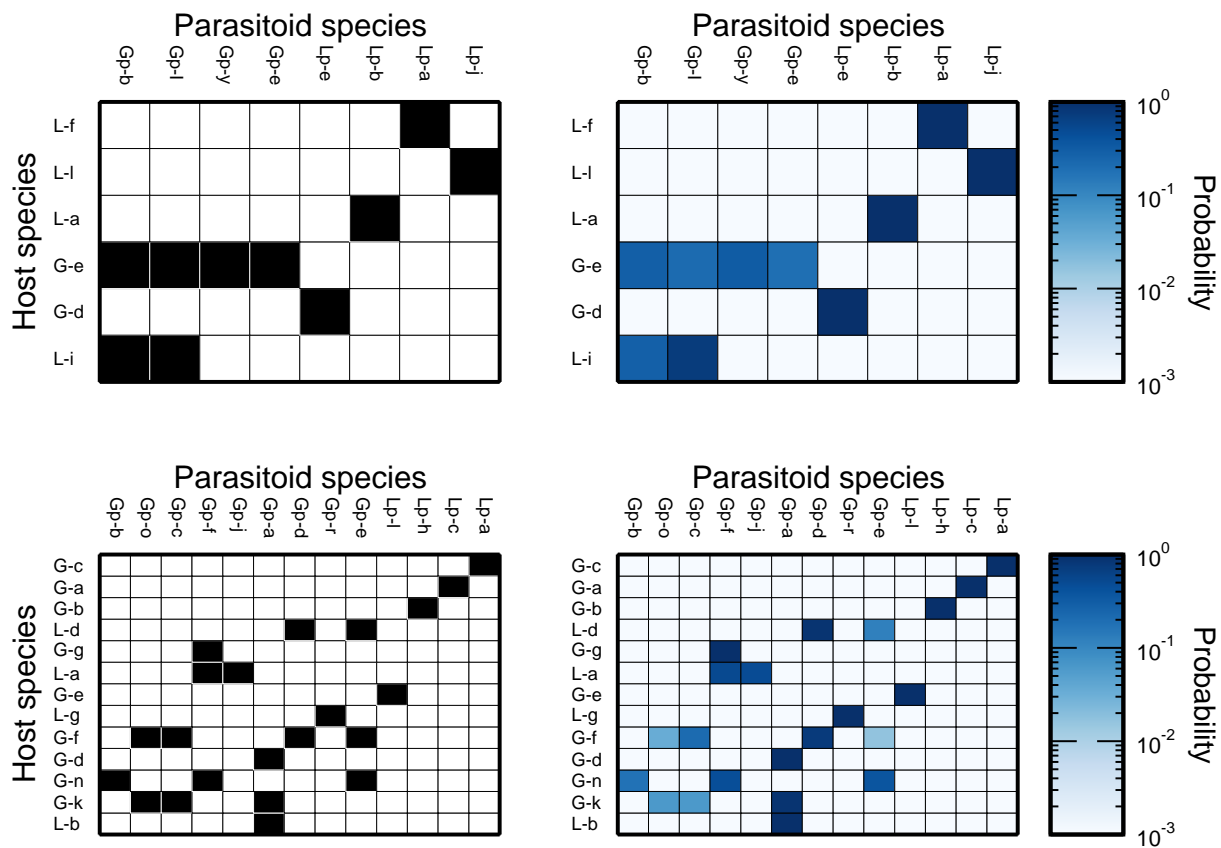 Parasitoid species
Gp-b Gp-l Gp-y Gp-e Lp-e Lp-b Lp-a Lp-j
Host species
L-f
L-l
L-a
G-e
G-d
L-i
Parasitoid species
Gp-b Gp-l Gp-y Gp-e Lp-e Lp-b Lp-a Lp-j
L-f
L-l
L-a
G-e
G-d
L-i
10^0
10^-1
10^-2
10^-3
Probability
Parasitoid species
Gp-b Gp-o Gp-c Gp-f Gp-j Gp-a Gp-d Gp-r Gp-e Lp-l Lp-h Lp-c Lp-a
Host species
G-c
G-a
G-b
L-d
G-g
L-a
G-e
L-g
G-f
G-d
G-n
G-k
L-b
Parasitoid species
Gp-b Gp-o Gp-c Gp-f Gp-j Gp-a Gp-d Gp-r Gp-e Lp-l Lp-h Lp-c Lp-a
Host species
G-c
G-a
G-b
L-d
G-g
L-a
G-e
L-g
G-f
G-d
G-n
G-k
L-b
10^0
10^-1
10^-2
10^-3
Probability